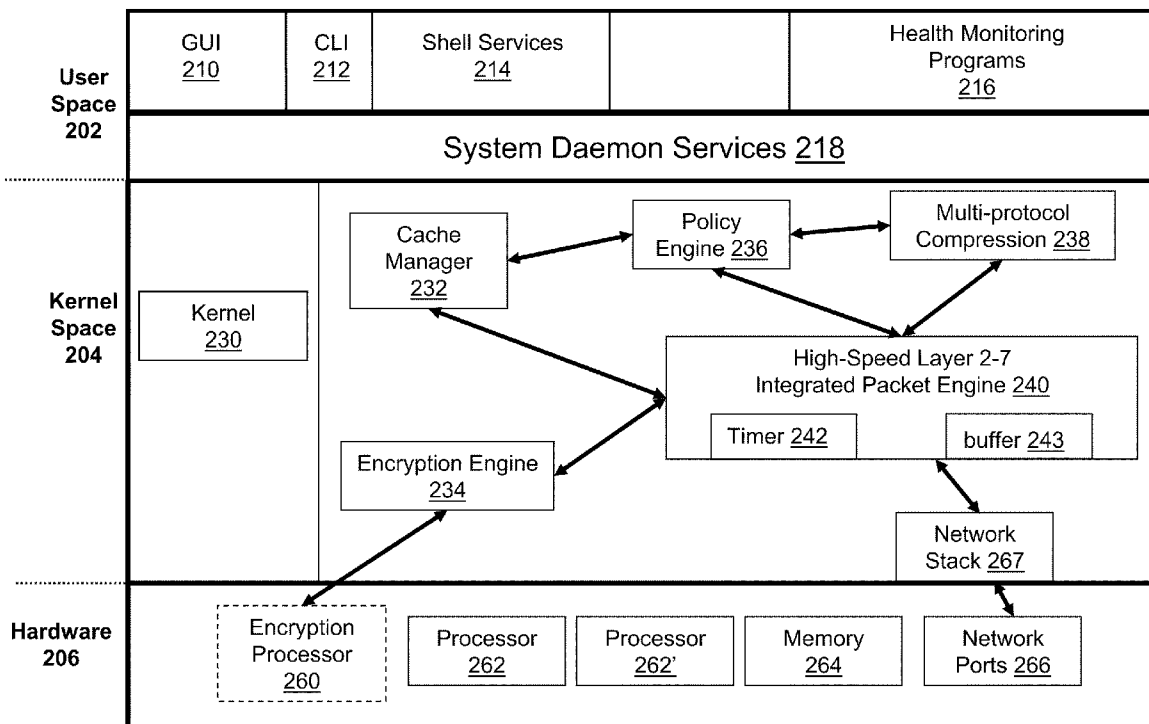 GUI
210
CLI
212
Shell Services
214
Health Monitoring
Programs
216
User
Space
202
System Daemon Services 218
Kernel
Space
204
Kernel
230
Cache
Manager
232
Policy
Engine 236
Multi-protocol
Compression 238
High-Speed Layer 2-7
Integrated Packet Engine 240
Timer 242
buffer 243
Encryption Engine
234
Network
Stack 267
Hardware
206
Encryption
Processor
260
Processor
262
Processor
262’
Memory
264
Network
Ports 266